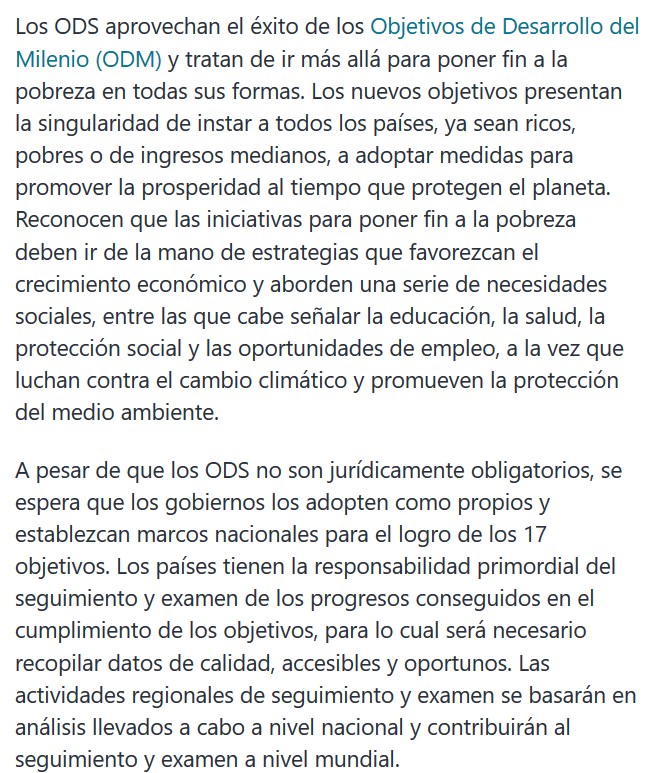 Los ODS aprovechan el éxito de los Objetivos de Desarrollo del
Milenio (ODM) y tratan de ir más allá para poner fin a la
pobreza en todas sus formas. Los nuevos objetivos presentan
la singularidad de instar a todos los países, ya sean ricos,
pobres o de ingresos medianos, a adoptar medidas para
promover la prosperidad al tiempo que protegen el planeta.
Reconocen que las iniciativas para poner fin a la pobreza
deben ir de la mano de estrategias que favorezcan el
crecimiento económico y aborden una serie de necesidades
sociales, entre las que cabe señalar la educación, la salud, la
protección social y las oportunidades de empleo, a la vez que
luchan contra el cambio climático y promueven la protección
del medio ambiente.
A pesar de que los ODS no son jurídicamente obligatorios, se
espera que los gobiernos los adopten como propios y
establezcan marcos nacionales para el logro de los 17
objetivos. Los países tienen la responsabilidad primordial del
seguimiento y examen de los progresos conseguidos en el
cumplimiento de los objetivos, para lo cual será necesario
recopilar datos de calidad, accesibles y oportunos. Las
actividades regionales de seguimiento y examen se basarán en
análisis llevados a cabo a nivel nacional y contribuirán al
seguimiento y examen a nivel mundial.